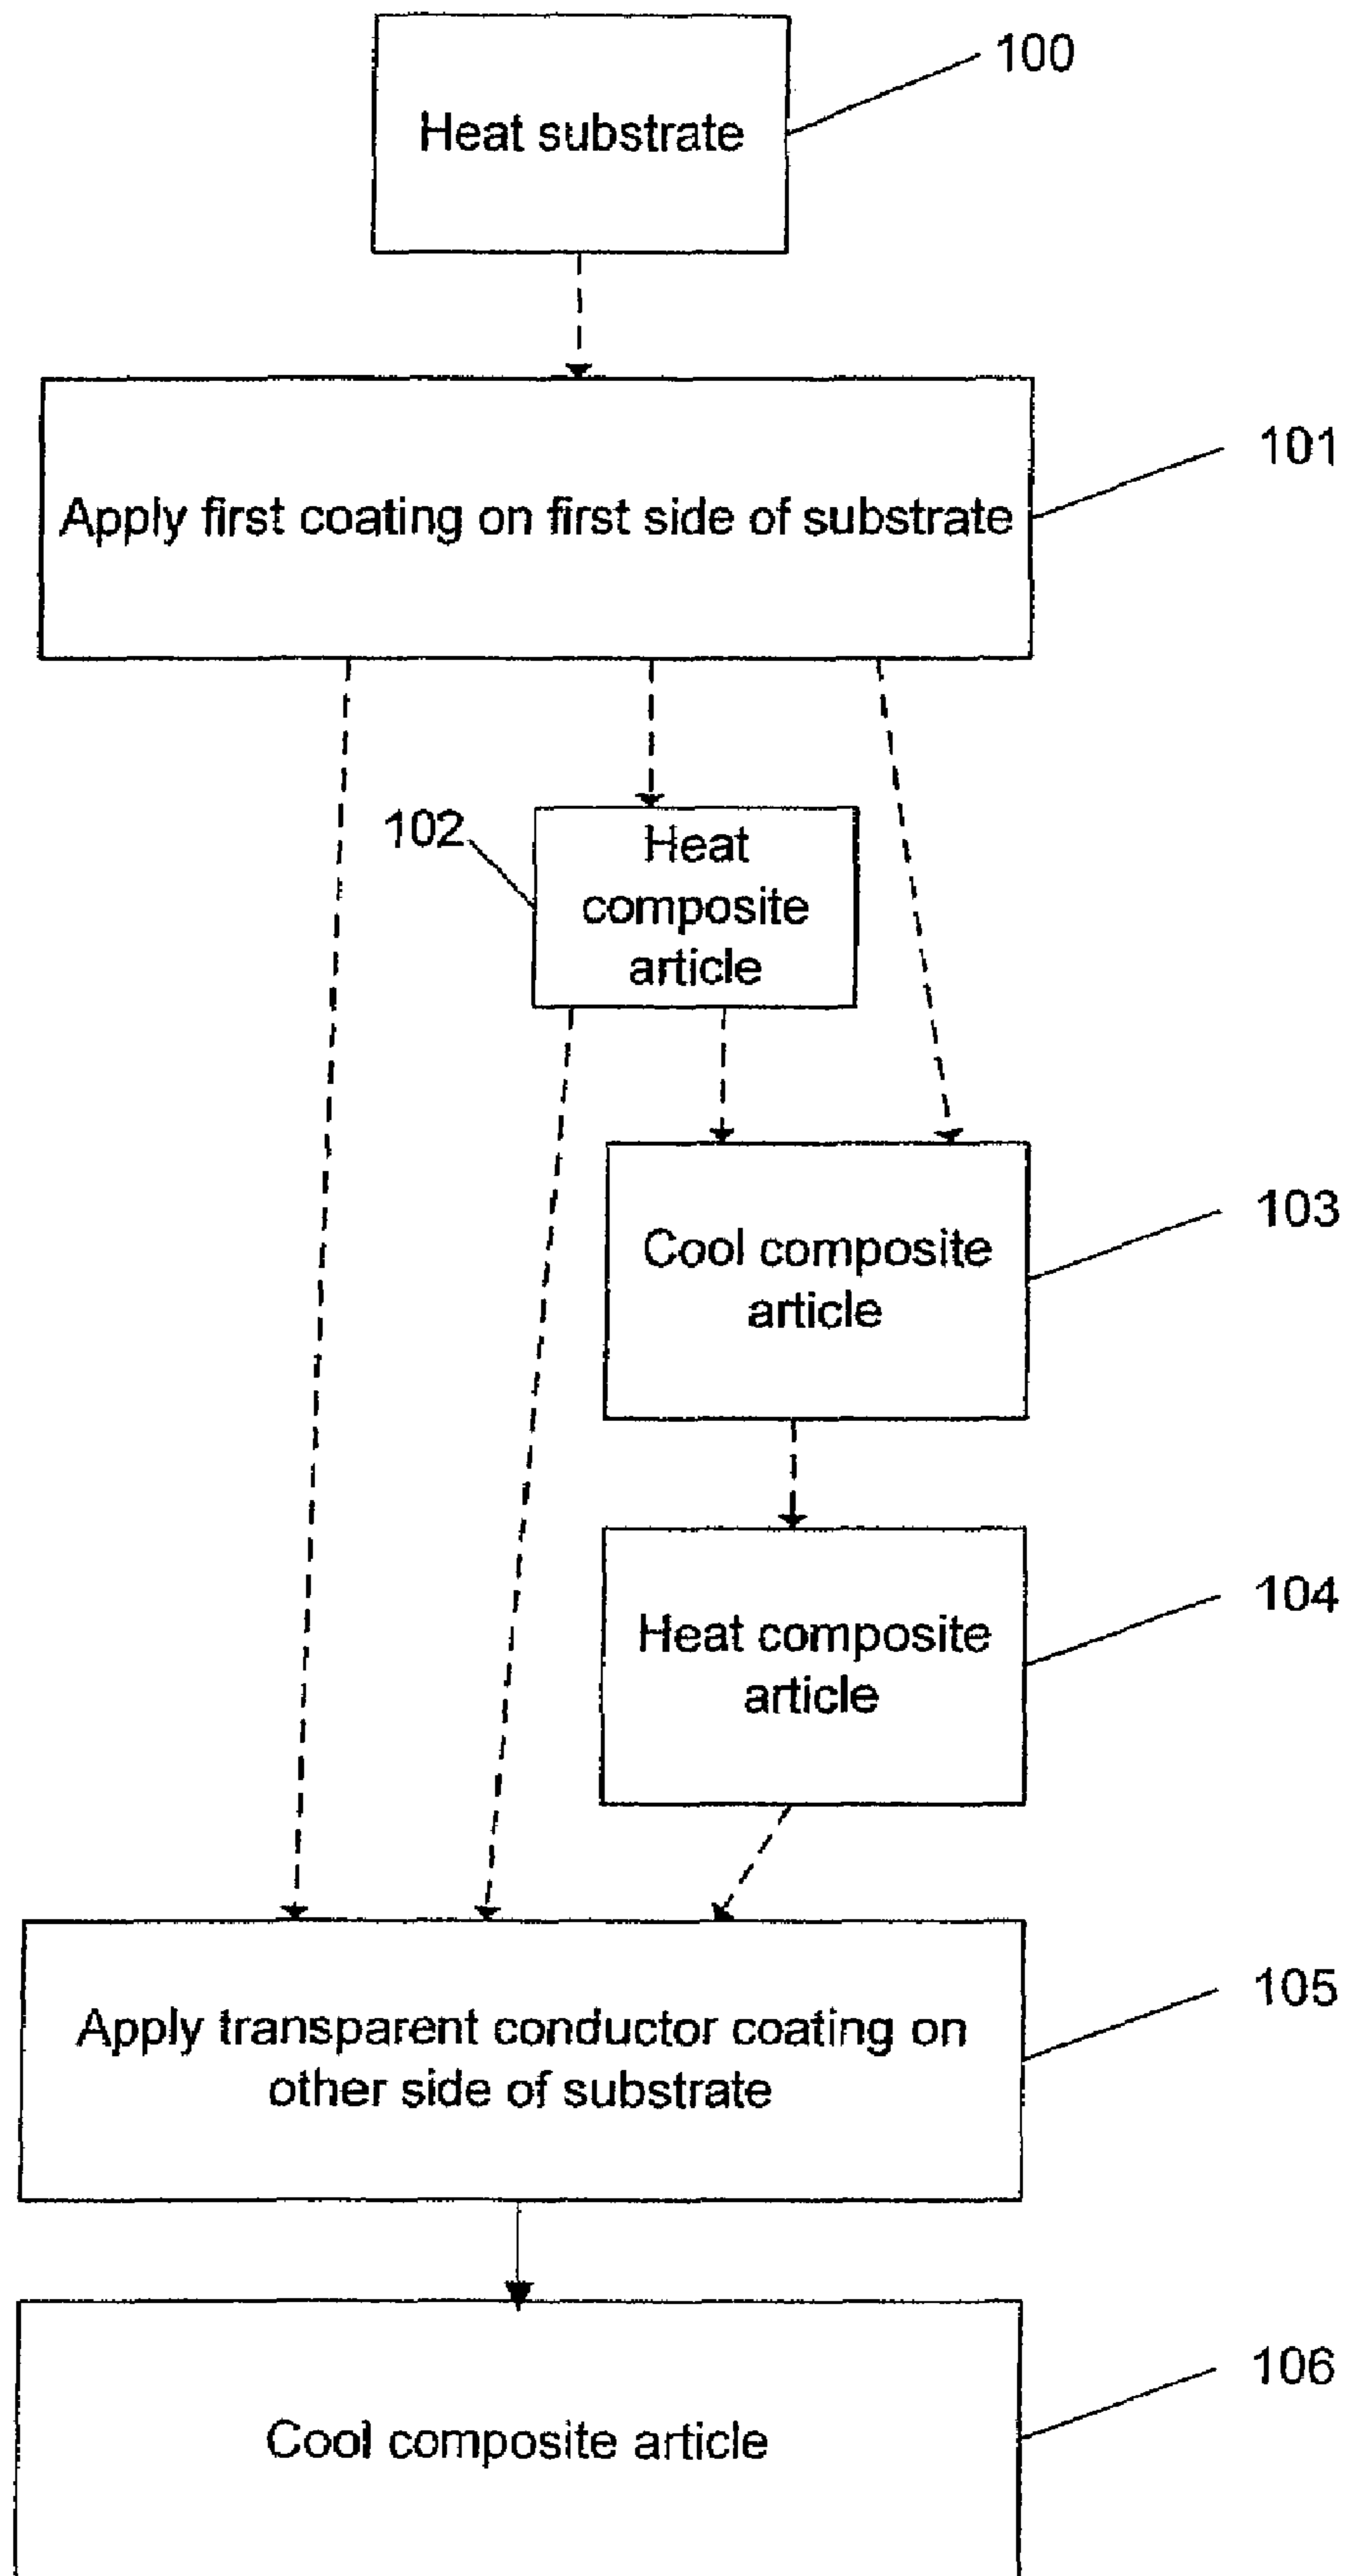 100
Heat substrate
101
Apply first coating on first side of substrate
102
Heat
composite
article
103
Cool composite
article
104
Heat composite
article
105
Apply transparent conductor coating on
other side of substrate
106
Cool composite article